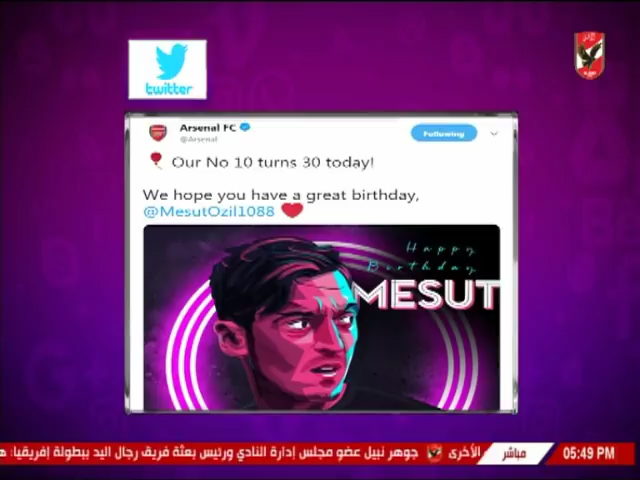 twitter
Arsenal FC
@Arsenal
Following
Our No 10 turns 30 today!
We hope you have a great birthday,
@MesutOzil1088
Happy
Birthday
MESUT
الأخرى جوهر نبيل عضو مجلس إدارة النادي ورئيس بعثة فريق رجال اليد ببطولة إفريقيا:
مباشر
05:49 PM